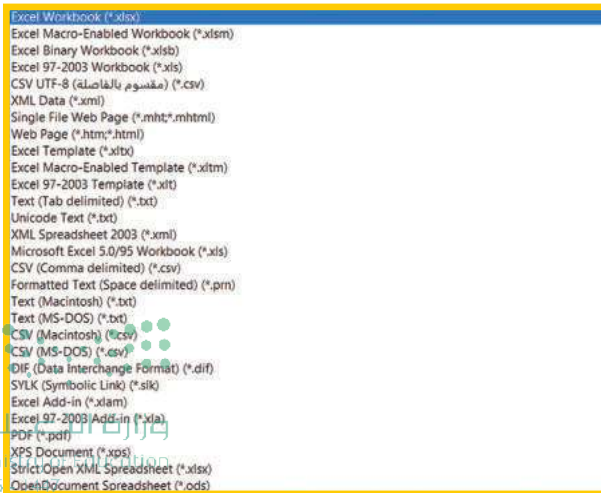 Excel Workbook (*.xlsx)
Excel Macro-Enabled Workbook (*.xlsm)
Excel Binary Workbook (*.xlsb)
Excel 97-2003 Workbook (*.xls)
CSV UTF-8 (مقسوم بالفاصلة) (*.csv)
XML Data (*.xml)
Single File Web Page (*.mht;*.mhtml)
Web Page (*.htm;*.html)
Excel Template (*.xltx)
Excel Macro-Enabled Template (*.xltm)
Excel 97-2003 Template (*.xlt)
Text (Tab delimited) (*.txt)
Unicode Text (*.txt)
XML Spreadsheet 2003 (*.xml)
Microsoft Excel 5.0/95 Workbook (*.xls)
CSV (Comma delimited) (*.csv)
Formatted Text (Space delimited) (*.prn)
Text (Macintosh) (*.txt)
Text (MS-DOS) (*.txt)
CSV (Macintosh) (*.csv)
CSV (MS-DOS) (*.csv)
DIF (Data Interchange Format) (*.dif)
SYLK (Symbolic Link) (*.slk)
Excel Add-in (*.xlam)
Excel 97-2003 Add-in (*.xla)
PDF (*.pdf)
XPS Document (*.xps)
Strict Open XML Spreadsheet (*.xlsx)
OpenDocument Spreadsheet (*.ods)